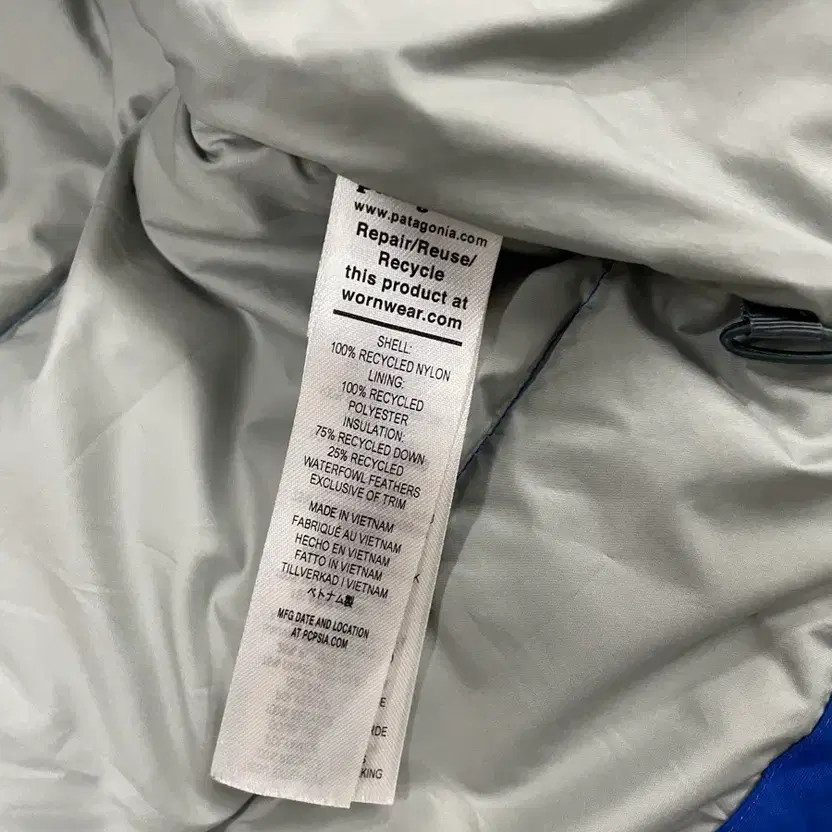 www.patagonia.com
Repair/Reuse/
Recycle
this product at
wornwear.com
SHELL:
100% RECYCLED NYLON
LINING:
100% RECYCLED
POLYESTER
INSULATION:
75% RECYCLED DOWN
25% RECYCLED
WATERFOWL FEATHERS
EXCLUSIVE OF TRIM
MADE IN VIETNAM
FABRIQUÉ AU VIETNAM
HECHO EN VIETNAM
FATTO IN VIETNAM
TILLVERKAD I VIETNAM
ベトナム製
MFG DATE AND LOCATION
AT PCPSIA.COM